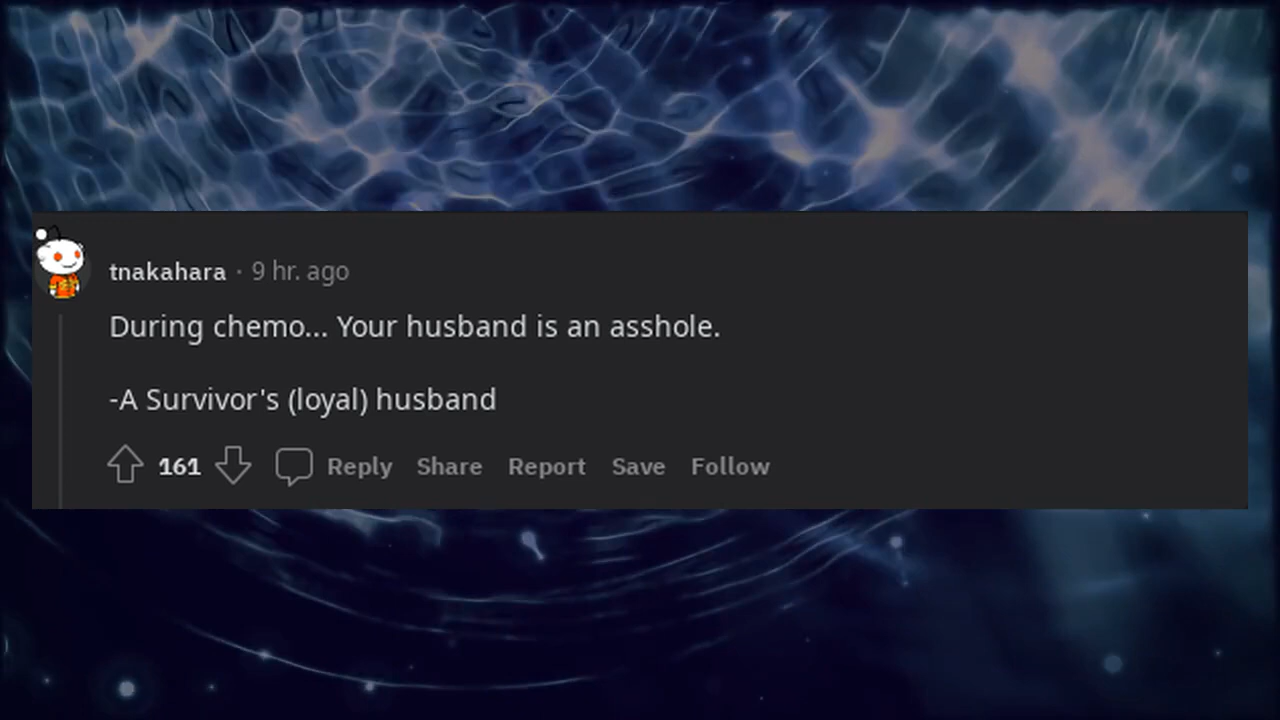 tnakahara · 9 hr. ago
During chemo... Your husband is an asshole.
-A Survivor's (loyal) husband
161 Reply Share Report Save Follow